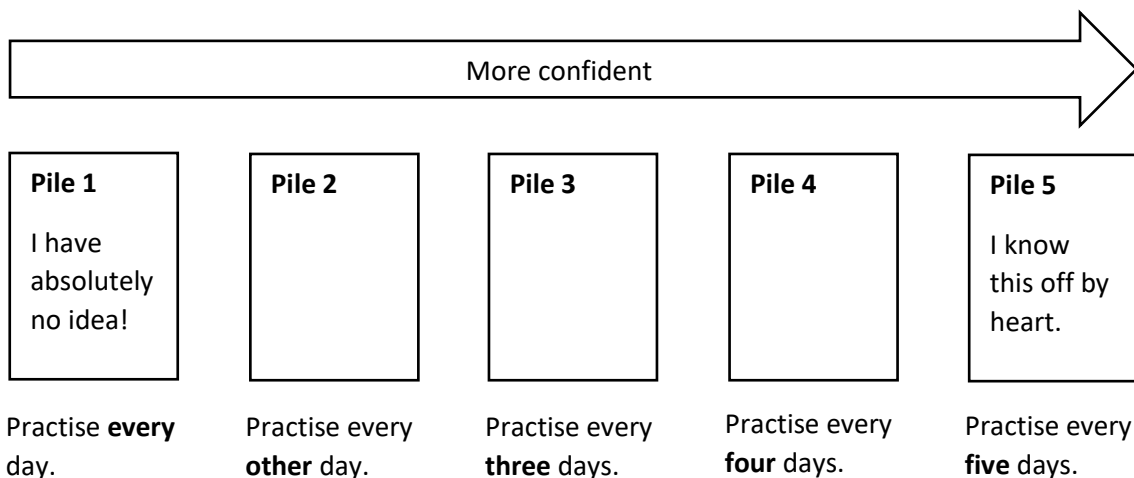 More confident
Pile 1
I have
absolutely
no idea!
Pile 2
Pile 3
Pile 4
Pile 5
I know
this off by
heart.
Practise every
day.
Practise every
other day.
Practise every
three days.
Practise every
four days.
Practise every
five days.